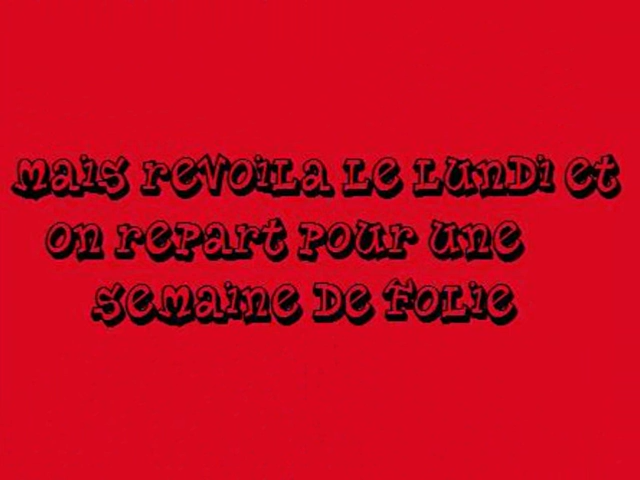 Mais revoila le lundi et
on repart pour une
semaine de folie